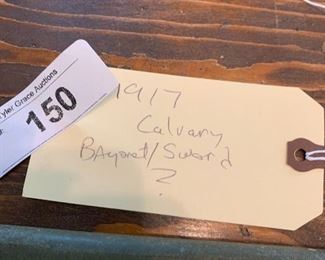 Tyler Grace Auctions
150
1917
Calvary
BAyonet/Sword
?